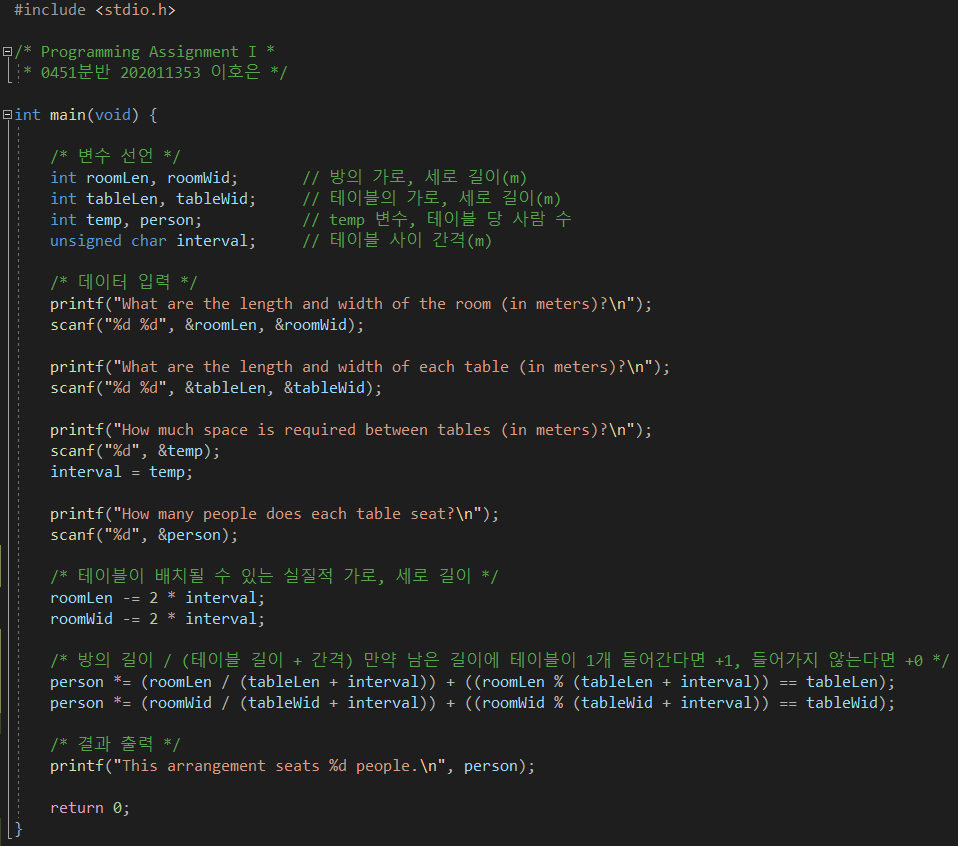 #include <stdio.h>
/* Programming Assignment I *
* 0451분반 202011353 이호은 */
int main(void) {
/* 변수 선언 */
int roomLen, roomWid; // 방의 가로, 세로 길이(m)
int tableLen, tableWid; // 테이블의 가로, 세로 길이(m)
int temp, person; // temp 변수, 테이블 당 사람 수
unsigned char interval; // 테이블 사이 간격(m)
/* 데이터 입력 */
printf("What are the length and width of the room (in meters)?\n");
scanf("%d %d", &roomLen, &roomWid);
printf("What are the length and width of each table (in meters)?\n");
scanf("%d %d", &tableLen, &tableWid);
printf("How much space is required between tables (in meters)?\n");
scanf("%d", &temp);
interval = temp;
printf("How many people does each table seat?\n");
scanf("%d", &person);
/* 테이블이 배치될 수 있는 실질적 가로, 세로 길이 */
roomLen -= 2 * interval;
roomWid -= 2 * interval;
/* 방의 길이 / (테이블 길이 + 간격) 만약 남은 길이에 테이블이 1개 들어간다면 +1, 들어가지 않는다면 +0 */
person *= (roomLen / (tableLen + interval)) + ((roomLen % (tableLen + interval)) == tableLen);
person *= (roomWid / (tableWid + interval)) + ((roomWid % (tableWid + interval)) == tableWid);
/* 결과 출력 */
printf("This arrangement seats %d people.\n", person);
return 0;
}